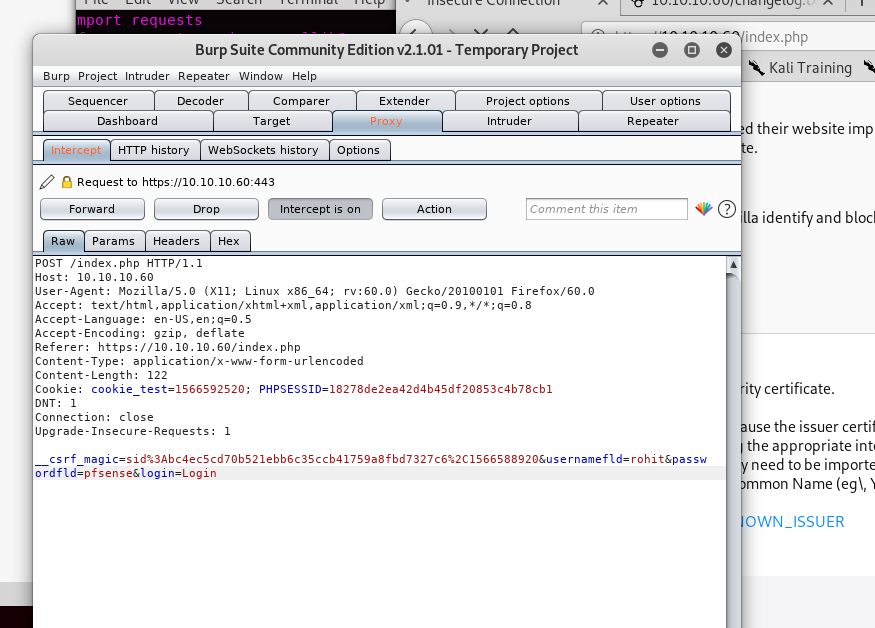 File Edit View Search Terminal Help
Insecure Connection
10.10.10.60/changelog.tx
mport requests
10.10.10.60/index.php
Burp Suite Community Edition v2.1.01 - Temporary Project
Burp Project Intruder Repeater Window Help
Kali Training
Sequencer Decoder Comparer Extender Project options User options
Dashboard Target Proxy Intruder Repeater
ed their website imp
te.
Intercept HTTP history WebSockets history Options
Request to https://10.10.10.60:443
Forward Drop Intercept is on Action Comment this item ?
illa identify and block
Raw Params Headers Hex
POST /index.php HTTP/1.1
Host: 10.10.10.60
User-Agent: Mozilla/5.0 (X11; Linux x86_64; rv:60.0) Gecko/20100101 Firefox/60.0
Accept: text/html,application/xhtml+xml,application/xml;q=0.9,*/*;q=0.8
Accept-Language: en-US,en;q=0.5
Accept-Encoding: gzip, deflate
Referer: https://10.10.10.60/index.php
Content-Type: application/x-www-form-urlencoded
Content-Length: 122
Cookie: cookie_test=1566592520; PHPSESSID=18278de2ea42d4b45df20853c4b78cb1
DNT: 1
Connection: close
Upgrade-Insecure-Requests: 1
__csrf_magic=sid%3Abc4ec5cd70b521ebb6c35ccb41759a8fbd7327c6%2C1566588920&usernamefld=rohit&passw
ordfld=pfsense&login=Login
rity certificate.
ause the issuer certif
g the appropriate inte
y need to be importe
ommon Name (eg\, Y
NOWN_ISSUER